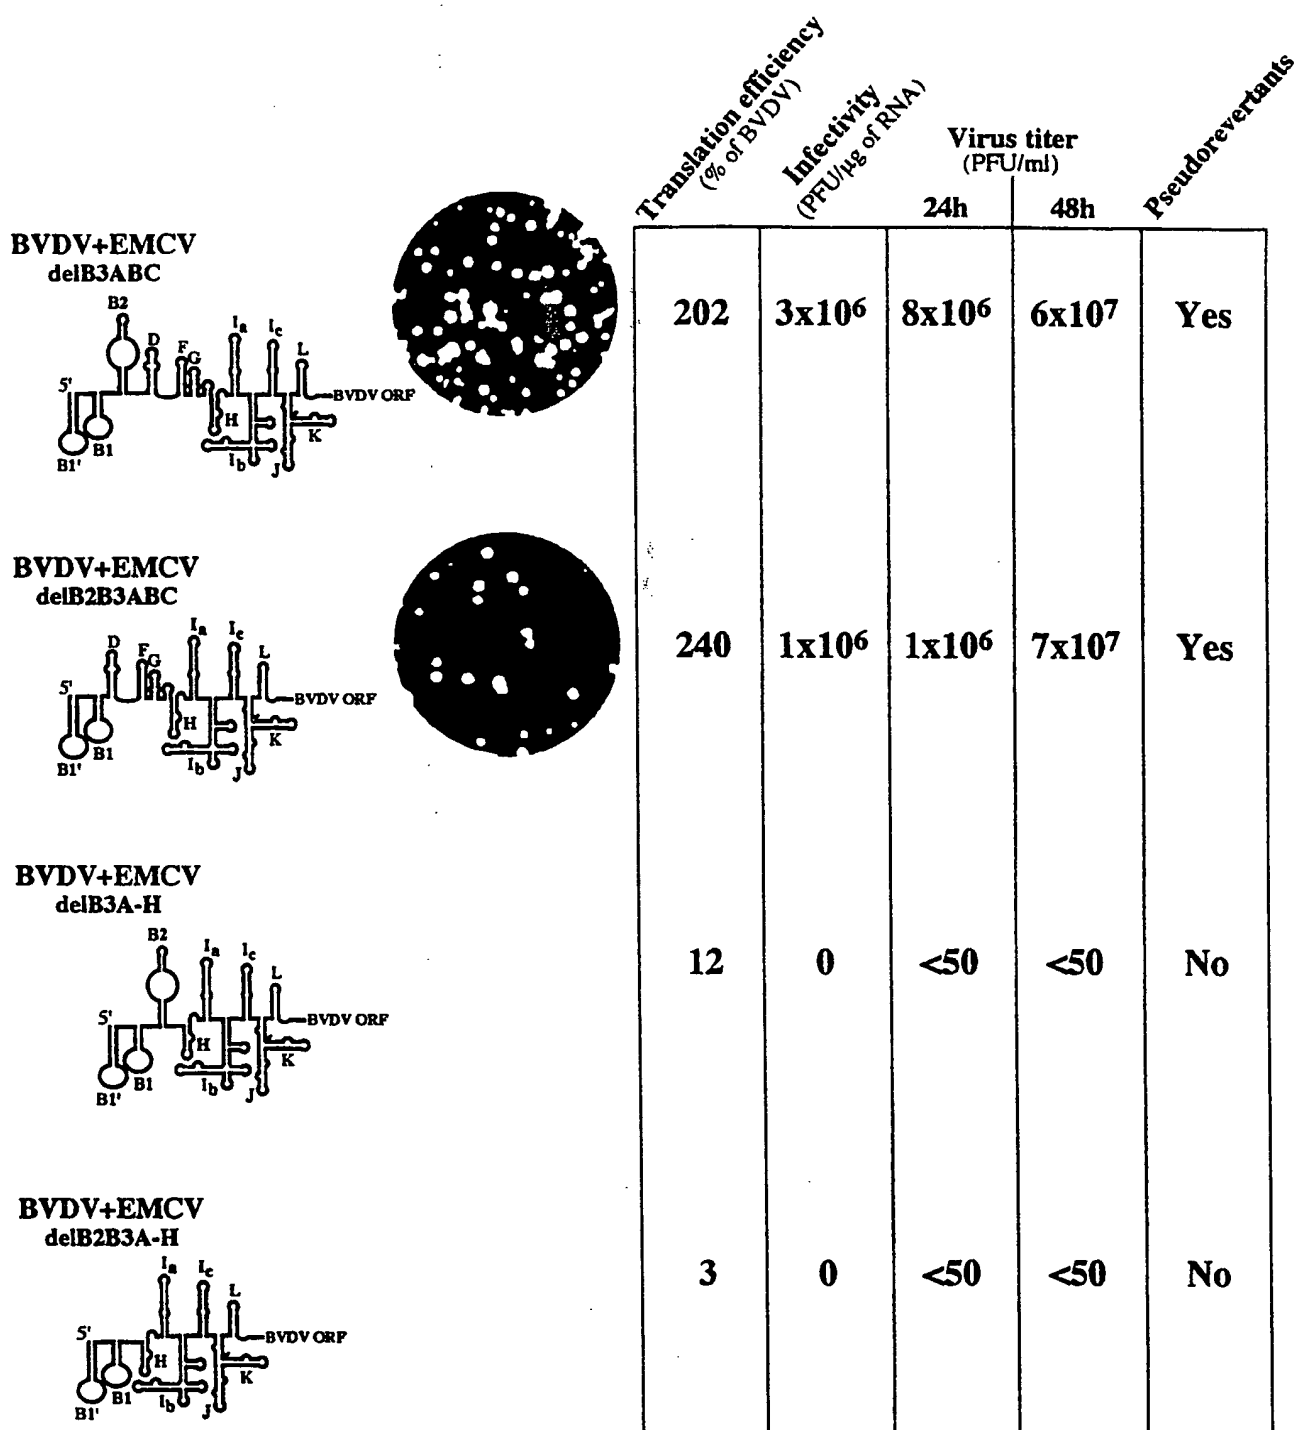 Translation efficiency
(% of BVDV)
Infectivity
(PFU/µg of RNA)
Virus titer
(PFU/ml)
24h
48h
Pseudorevertants
BVDV+EMCV
delB3ABC
B2
D
F
G
Ia
Ic
L
5'
BVDV ORF
H
K
B1'
B1
Ib
J
202
3x10⁶
8x10⁶
6x10⁷
Yes
BVDV+EMCV
delB2B3ABC
D
F
G
Ia
Ic
L
5'
BVDV ORF
H
K
B1'
B1
Ib
J
240
1x10⁶
1x10⁶
7x10⁷
Yes
BVDV+EMCV
delB3A-H
B2
Ia
Ic
L
5'
BVDV ORF
H
K
B1'
B1
Ib
J
12
0
<50
<50
No
BVDV+EMCV
delB2B3A-H
Ia
Ic
L
5'
BVDV ORF
H
K
B1'
B1
Ib
J
3
0
<50
<50
No